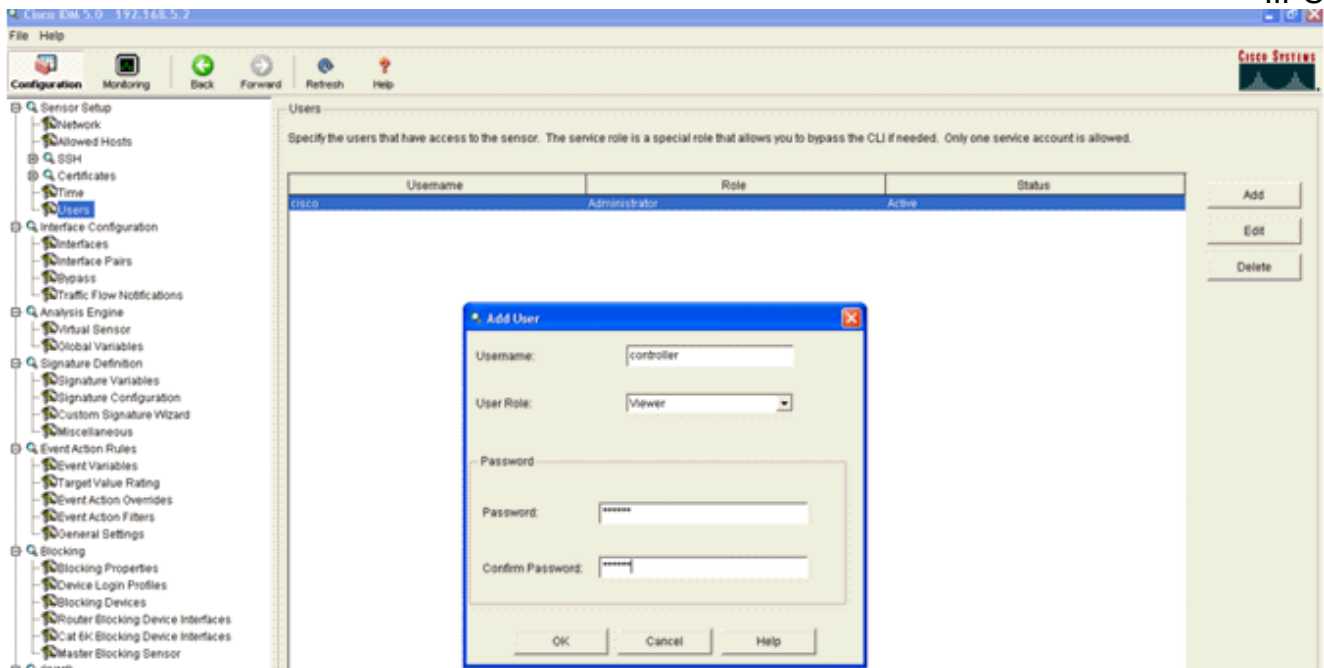 Cisco IDM 5.0 - 192.168.5.2
File Help
Configuration Monitoring Back Forward Refresh Help
CISCO SYSTEMS
Sensor Setup
Network
Allowed Hosts
SSH
Certificates
Time
Users
Interface Configuration
Interfaces
Interface Pairs
Bypass
Traffic Flow Notifications
Analysis Engine
Virtual Sensor
Global Variables
Signature Definition
Signature Variables
Signature Configuration
Custom Signature Wizard
Miscellaneous
Event Action Rules
Event Variables
Target Value Rating
Event Action Overrides
Event Action Filters
General Settings
Blocking
Blocking Properties
Device Login Profiles
Blocking Devices
Router Blocking Device Interfaces
Cat 6K Blocking Device Interfaces
Master Blocking Sensor
Users
Specify the users that have access to the sensor. The service role is a special role that allows you to bypass the CLI if needed. Only one service account is allowed.
Username Role Status
cisco Administrator Active
Add
Edit
Delete
Add User
Username: controller
User Role: Viewer
Password
Password: *******
Confirm Password: *******
OK Cancel Help